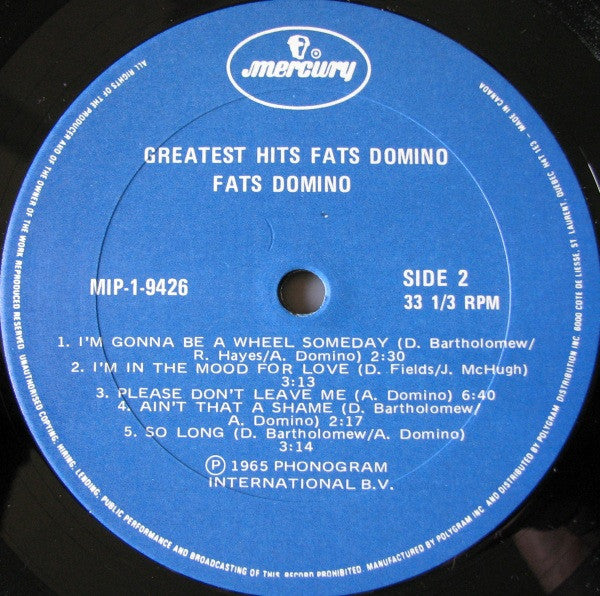 mercury
GREATEST HITS FATS DOMINO
FATS DOMINO
MIP-1-9426
SIDE 2
33 1/3 RPM
1. I'M GONNA BE A WHEEL SOMEDAY (D. Bartholomew/
R. Hayes/A. Domino) 2:30
2. I'M IN THE MOOD FOR LOVE (D. Fields/J. McHugh)
3:13
3. PLEASE DON'T LEAVE ME (A. Domino) 6:40
4. AIN'T THAT A SHAME (D. Bartholomew/
A. Domino) 2:17
5. SO LONG (D. Bartholomew/A. Domino)
3:14
Ⓟ 1965 PHONOGRAM
INTERNATIONAL B.V.
ALL RIGHTS OF THE PRODUCER AND OF THE OWNER OF THE WORK REPRODUCED RESERVED. UNAUTHORISED COPYING, HIRING, LENDING, PUBLIC PERFORMANCE AND BROADCASTING OF THIS RECORD PROHIBITED. MANUFACTURED BY POLYGRAM INC. AND DISTRIBUTED BY POLYGRAM DISTRIBUTION INC. 6000 COTE DE LIESSE, ST. LAURENT, QUEBEC H4T 1E3 - MADE IN CANADA